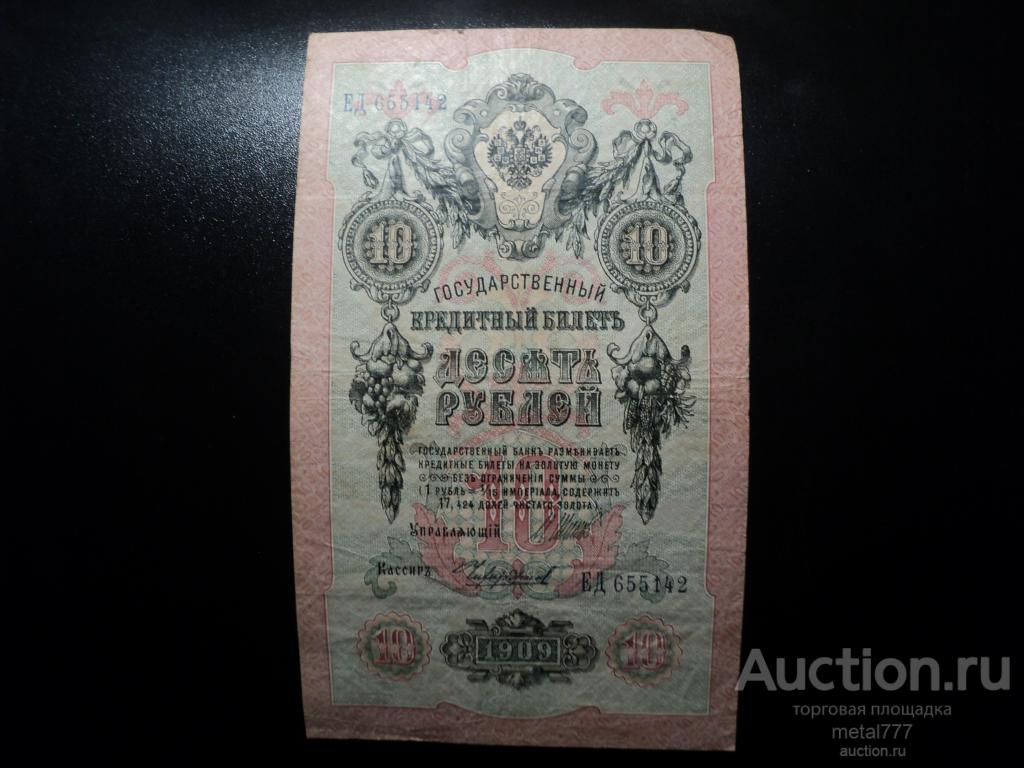 ЕД 655142
10 10
ГОСУДАРСТВЕННЫЙ
КРЕДИТНЫЙ БИЛЕТЪ
ДЕСЯТЬ
РУБЛЕЙ
ГОСУДАРСТВЕННЫЙ БАНКЪ РАЗМѢНИВАЕТЪ
КРЕДИТНЫЕ БИЛЕТЫ НА ЗОЛОТУЮ МОНЕТУ
БЕЗЪ ОГРАНИЧЕНІЯ СУММЫ
(1 РУБЛЬ = 1/15 ИМПЕРІАЛА, СОДЕРЖИТЪ
17,424 ДОЛЕЙ ЧИСТАГО ЗОЛОТА).
10
УПРАВЛЯЮЩІЙ
КАССИРЪ
ЕД 655142
10 1909 10
Auction.ru
торговая площадка
metal777
auction.ru